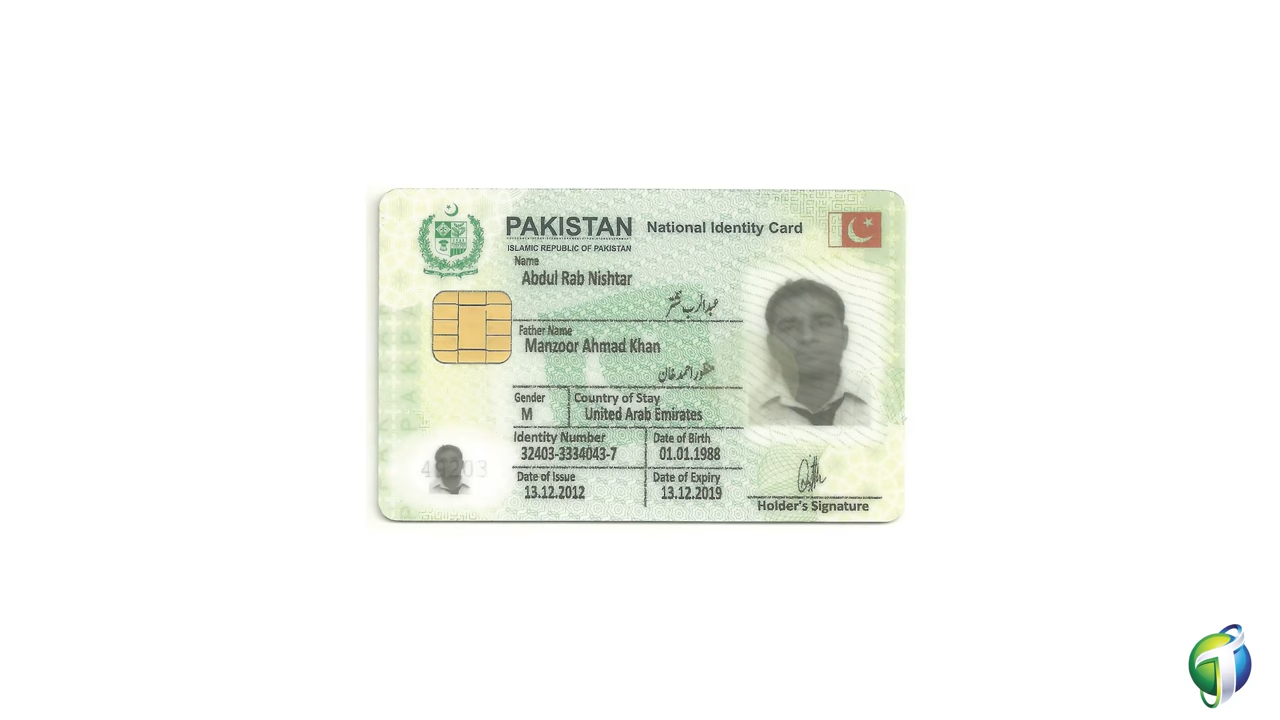 PAKISTAN National Identity Card
ISLAMIC REPUBLIC OF PAKISTAN
Name
Abdul Rab Nishtar
عبدالرب نشتر
Father Name
Manzoor Ahmad Khan
منظور احمد خان
Gender
Country of Stay
M
United Arab Emirates
Identity Number
Date of Birth
32403-3334043-7
01.01.1988
Date of Issue
Date of Expiry
13.12.2012
13.12.2019
Holder's Signature